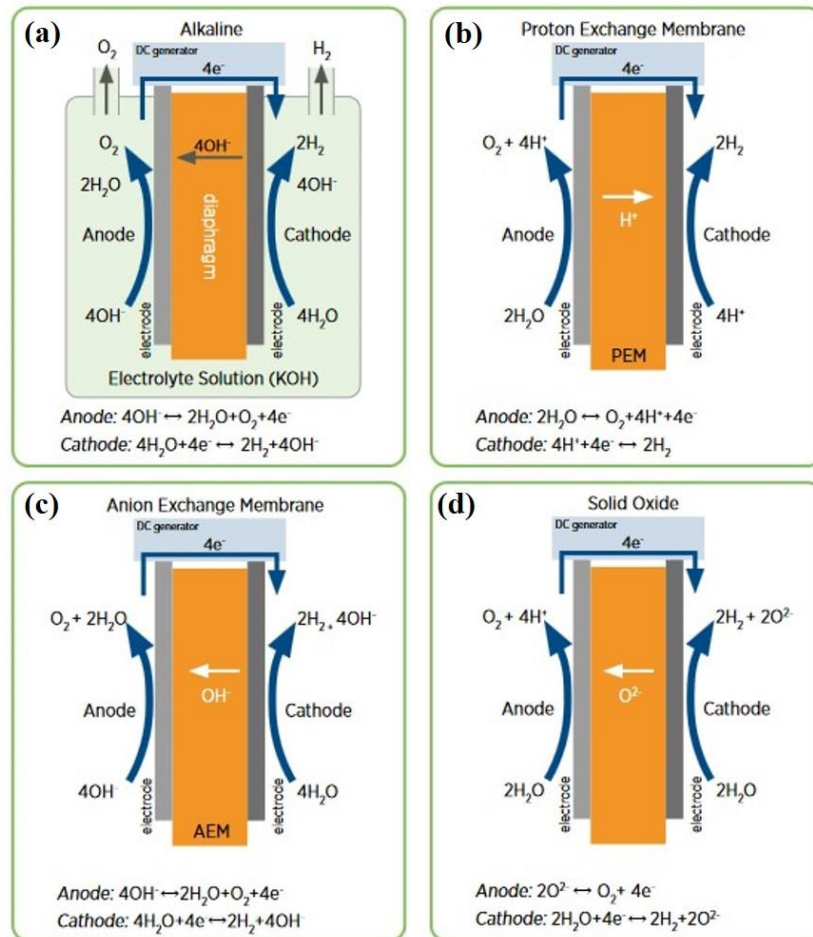 (a)
Alkaline
O₂
H₂
DC generator
4e⁻
O₂
4OH⁻
2H₂
2H₂O
4OH⁻
diaphragm
Anode
Cathode
4OH⁻
electrode
electrode
4H₂O
Electrolyte Solution (KOH)
Anode: 4OH⁻ ↔ 2H₂O+O₂+4e⁻
Cathode: 4H₂O+4e⁻ ↔ 2H₂+4OH⁻
(b)
Proton Exchange Membrane
DC generator
4e⁻
O₂ + 4H⁺
2H₂
H⁺
Anode
Cathode
2H₂O
electrode
electrode
4H⁺
PEM
Anode: 2H₂O ↔ O₂+4H⁺+4e⁻
Cathode: 4H⁺+4e⁻ ↔ 2H₂
(c)
Anion Exchange Membrane
DC generator
4e⁻
O₂ + 2H₂O
2H₂+ 4OH⁻
OH⁻
Anode
Cathode
4OH⁻
electrode
electrode
4H₂O
AEM
Anode: 4OH⁻↔2H₂O+O₂+4e⁻
Cathode: 4H₂O+4e↔2H₂+4OH⁻
(d)
Solid Oxide
DC generator
4e⁻
O₂ + 4H⁺
2H₂ + 2O²⁻
O²⁻
Anode
Cathode
2H₂O
electrode
electrode
2H₂O
Anode: 2O²⁻ ↔ O₂+ 4e⁻
Cathode: 2H₂O+4e⁻↔ 2H₂+2O²⁻